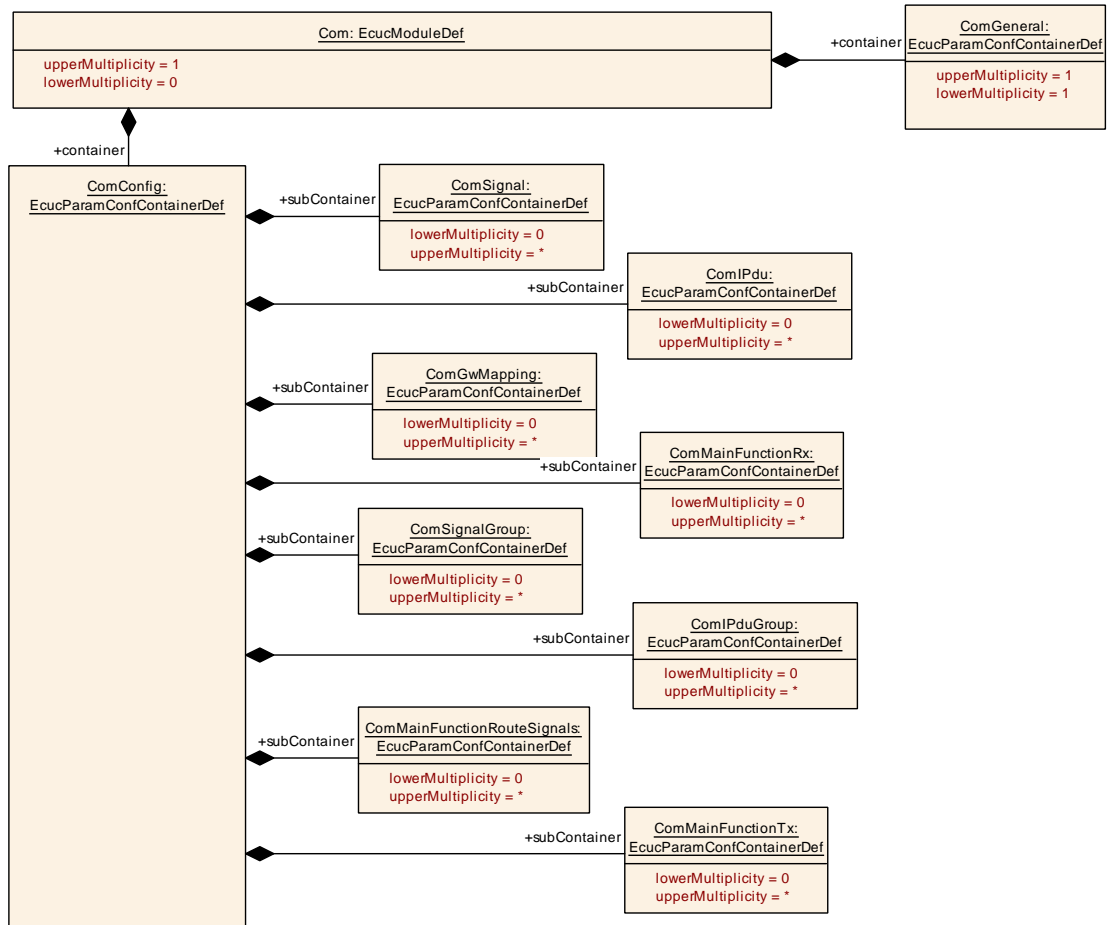 Com: EcucModuleDef
upperMultiplicity = 1
lowerMultiplicity = 0
+container
ComGeneral:
EcucParamConfContainerDef
upperMultiplicity = 1
lowerMultiplicity = 1
+container
ComConfig:
EcucParamConfContainerDef
+subContainer
ComSignal:
EcucParamConfContainerDef
lowerMultiplicity = 0
upperMultiplicity = *
+subContainer
ComIPdu:
EcucParamConfContainerDef
lowerMultiplicity = 0
upperMultiplicity = *
+subContainer
ComGwMapping:
EcucParamConfContainerDef
lowerMultiplicity = 0
upperMultiplicity = *
+subContainer
ComMainFunctionRx:
EcucParamConfContainerDef
lowerMultiplicity = 0
upperMultiplicity = *
+subContainer
ComSignalGroup:
EcucParamConfContainerDef
lowerMultiplicity = 0
upperMultiplicity = *
+subContainer
ComIPduGroup:
EcucParamConfContainerDef
lowerMultiplicity = 0
upperMultiplicity = *
+subContainer
ComMainFunctionRouteSignals:
EcucParamConfContainerDef
lowerMultiplicity = 0
upperMultiplicity = *
+subContainer
ComMainFunctionTx:
EcucParamConfContainerDef
lowerMultiplicity = 0
upperMultiplicity = *